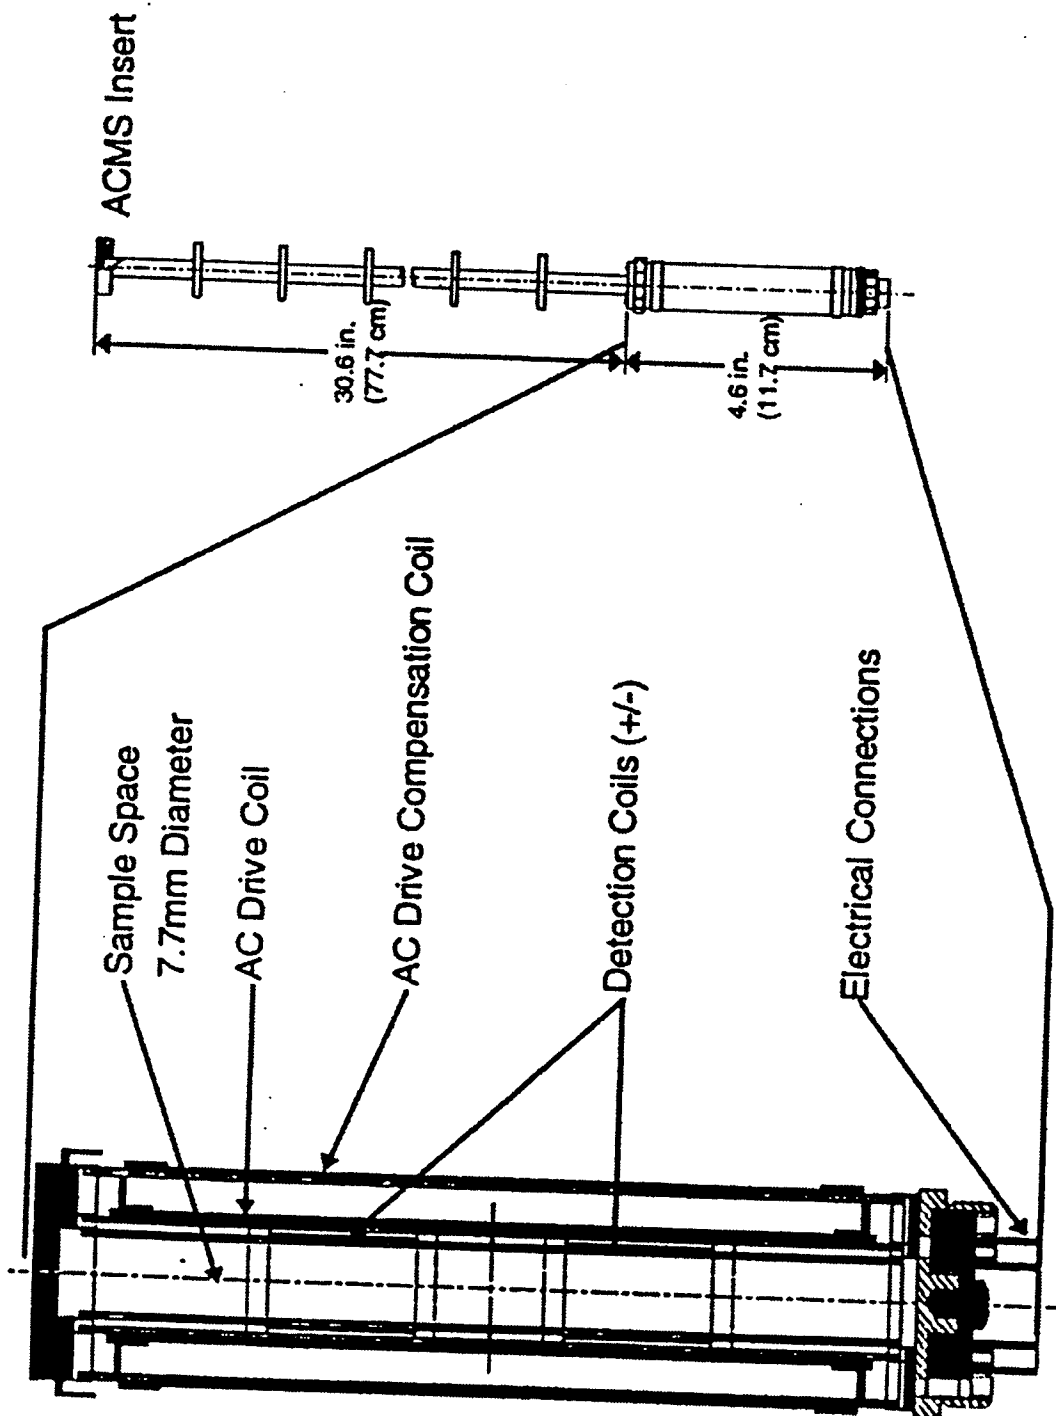 ACMS Insert
30.6 in.
(77.7 cm)
4.6 in.
(11.7 cm)
Sample Space
7.7mm Diameter
AC Drive Coil
AC Drive Compensation Coil
Detection Coils (+/-)
Electrical Connections